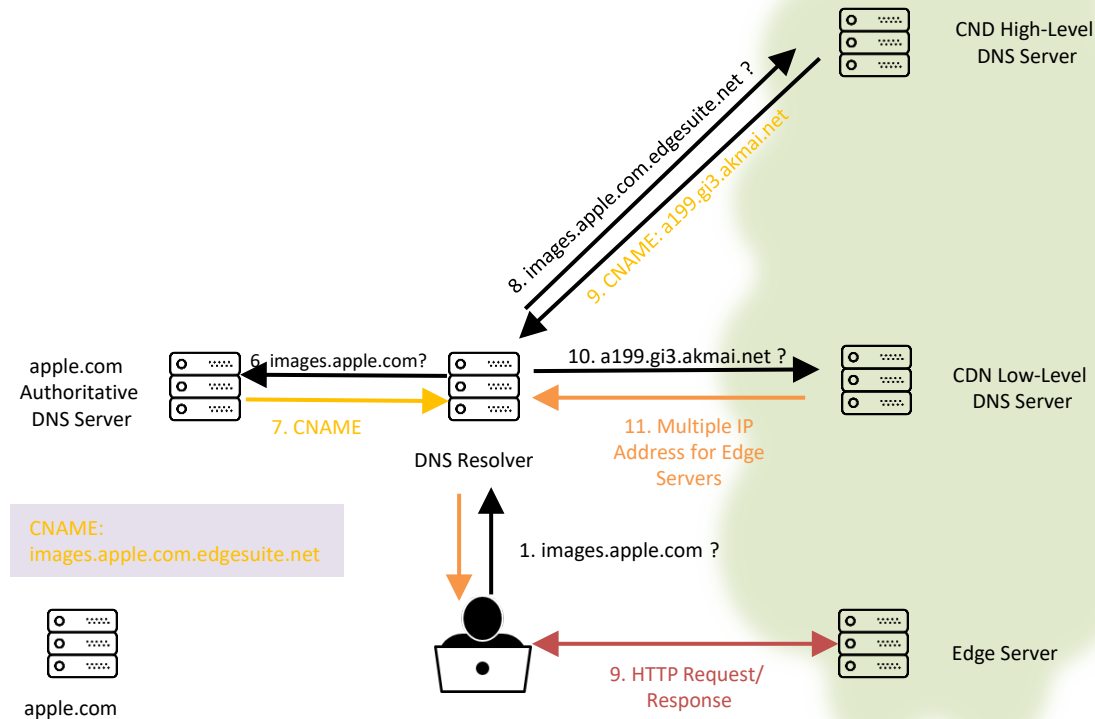 CND High-Level
DNS Server
8. images.apple.com.edgesuite.net ?
9. CNAME: a199.gi3.akmai.net
apple.com
Authoritative
DNS Server
6. images.apple.com?
7. CNAME
DNS Resolver
10. a199.gi3.akmai.net ?
11. Multiple IP
Address for Edge
Servers
CDN Low-Level
DNS Server
CNAME:
images.apple.com.edgesuite.net
1. images.apple.com ?
apple.com
9. HTTP Request/
Response
Edge Server